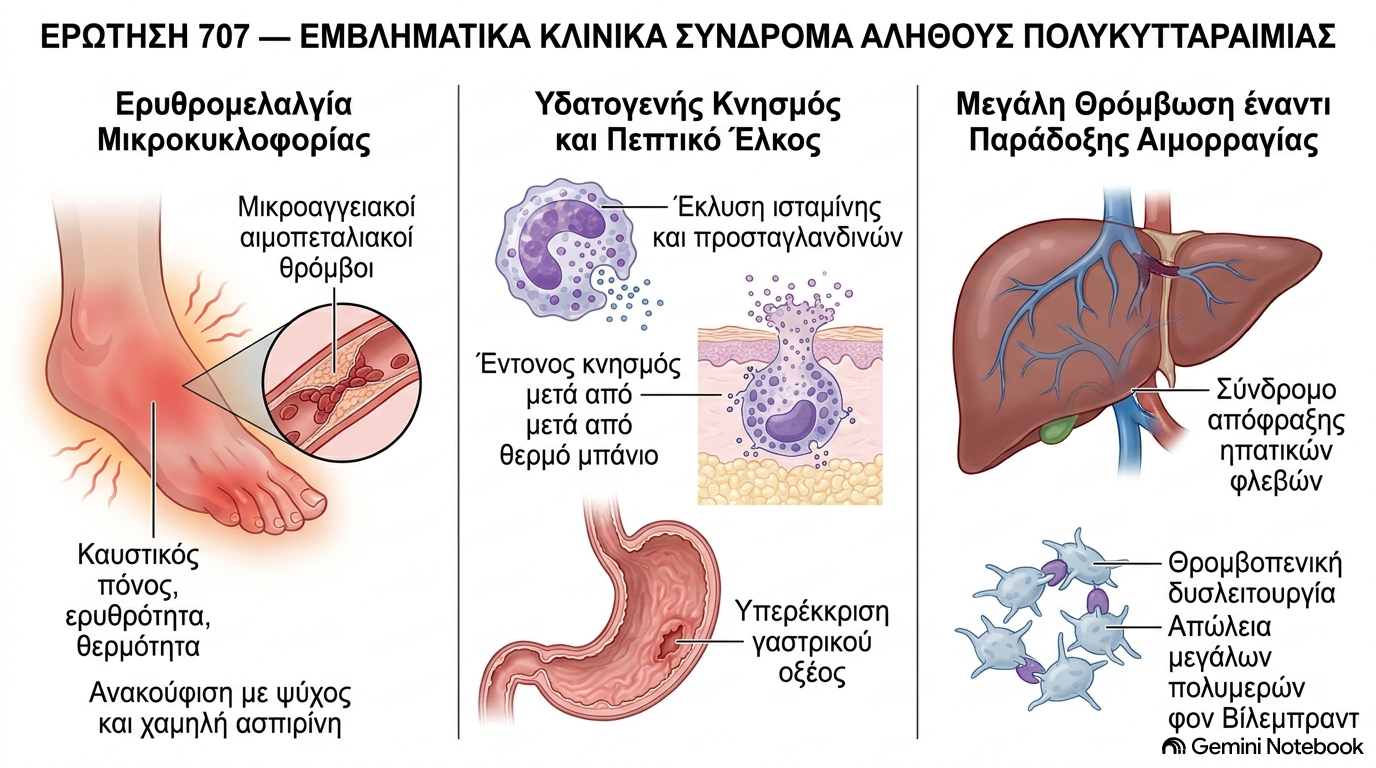 ΕΡΩΤΗΣΗ 707 — ΕΜΒΛΗΜΑΤΙΚΑ ΚΛΙΝΙΚΑ ΣΥΝΔΡΟΜΑ ΑΛΗΘΟΥΣ ΠΟΛΥΚΥΤΤΑΡΑΙΜΙΑΣ
Ερυθρομελαλγία
Μικροκυκλοφορίας
Μικροαγγειακοί
αιμοπεταλιακοί
θρόμβοι
Καυστικός
πόνος,
ερυθρότητα,
θερμότητα
Ανακούφιση με ψύχος
και χαμηλή ασπιρίνη
Υδατογενής Κνησμός
και Πεπτικό Έλκος
Έκλυση ισταμίνης
και προσταγλανδινών
Έντονος κνησμός
μετά από
μετά από
θερμό μπάνιο
Υπερέκκριση
γαστρικού
οξέος
Μεγάλη Θρόμβωση έναντι
Παράδοξης Αιμορραγίας
Σύνδρομο
απόφραξης
ηπατικών
φλεβών
Θρομβοπενική
δυσλειτουργία
Απώλεια
μεγάλων
πολυμερών
φον Βίλεμπραντ
Gemini Notebook